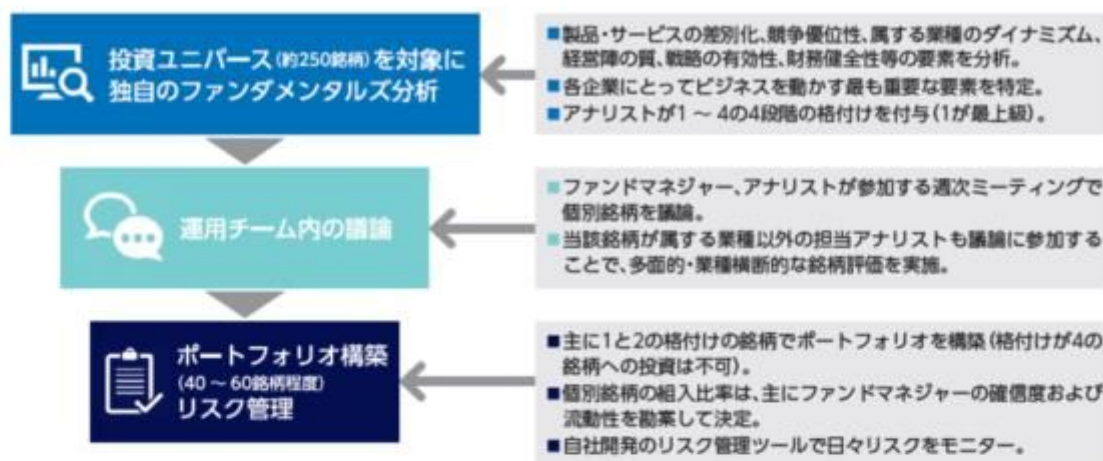 投資ユニバース(約250銘柄)を対象に
独自のファンダメンタルズ分析
■製品・サービスの差別化、競争優位性、属する業種のダイナミズム、
経営陣の質、戦略の有効性、財務健全性等の要素を分析。
■各企業にとってビジネスを動かす最も重要な要素を特定。
■アナリストが1 ～ 4の4段階の格付けを付与(1が最上級)。
運用チーム内の議論
■ファンドマネジャー、アナリストが参加する週次ミーティングで
個別銘柄を議論。
■当該銘柄が属する業種以外の担当アナリストも議論に参加する
ことで、多面的・業種横断的な銘柄評価を実施。
ポートフォリオ構築
(40 ～ 60銘柄程度)
リスク管理
■主に1と2の格付けの銘柄でポートフォリオを構築(格付けが4の
銘柄への投資は不可)。
■個別銘柄の組入比率は、主にファンドマネジャーの確信度および
流動性を勘案して決定。
■自社開発のリスク管理ツールで日々リスクをモニター。